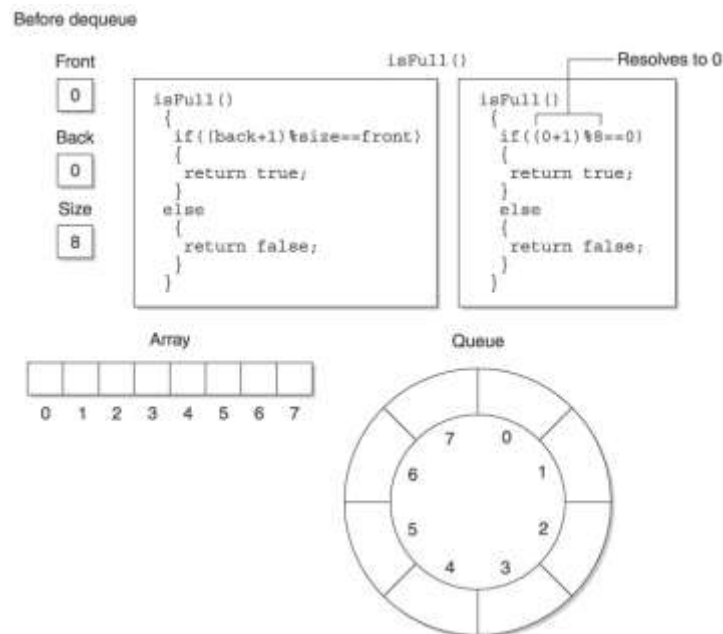 Before dequeue
Front
0
Back
0
Size
8
isFull()
Resolves to 0
isFull()
{
if((back+1)%size==front)
{
return true;
}
else
{
return false;
}
}
isFull()
{
if((0+1)%8==0)
{
return true;
}
else
{
return false;
}
}
Array
0 1 2 3 4 5 6 7
Queue
7 0
6 1
5 2
4 3